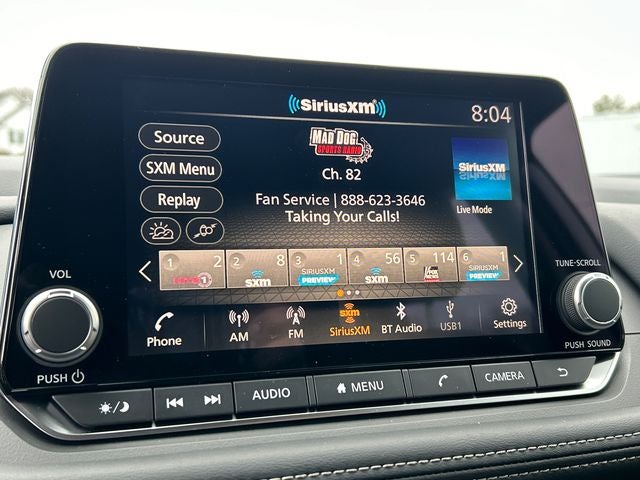 SiriusXM
8:04
MAD DOG
SPORTS RADIO
Ch. 82
Fan Service | 888-623-3646
Taking Your Calls!
Source
SXM Menu
Replay
SiriusXM
Live Mode
1 2
2 8
sxm
3 1
SIRIUSXM
PREVIEW
4 56
sxm
5 114
6 1
SIRIUSXM
PREVIEW
Phone
AM
FM
sxm
SiriusXM
BT Audio
USB1
Settings
VOL
PUSH
TUNE-SCROLL
PUSH SOUND
AUDIO
MENU
CAMERA